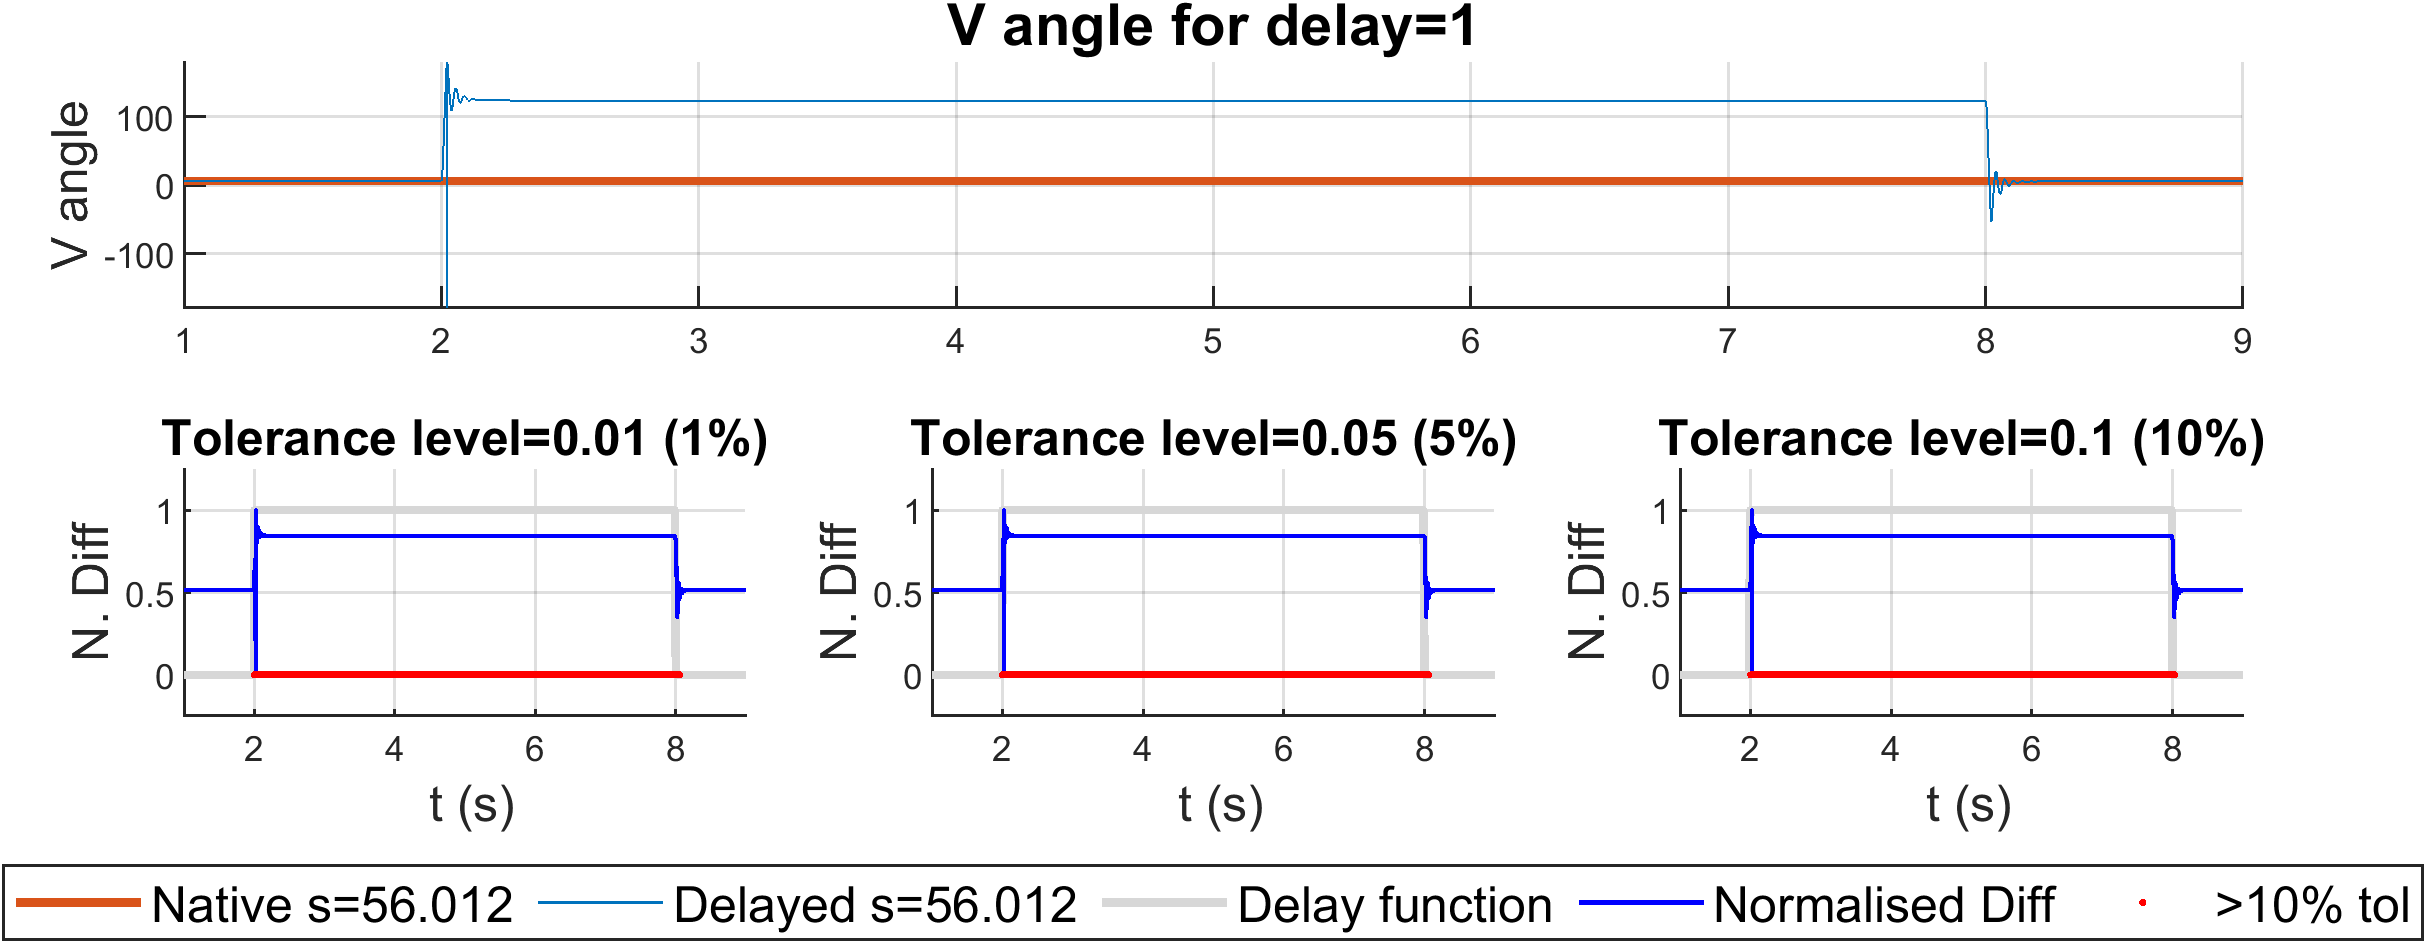 V angle for delay=1
V angle
100
0
-100
1 2 3 4 5 6 7 8 9
Tolerance level=0.01 (1%)
N. Diff
1
0.5
0
2 4 6 8
t (s)
Tolerance level=0.05 (5%)
N. Diff
1
0.5
0
2 4 6 8
t (s)
Tolerance level=0.1 (10%)
N. Diff
1
0.5
0
2 4 6 8
t (s)
Native s=56.012 Delayed s=56.012 Delay function Normalised Diff >10% tol